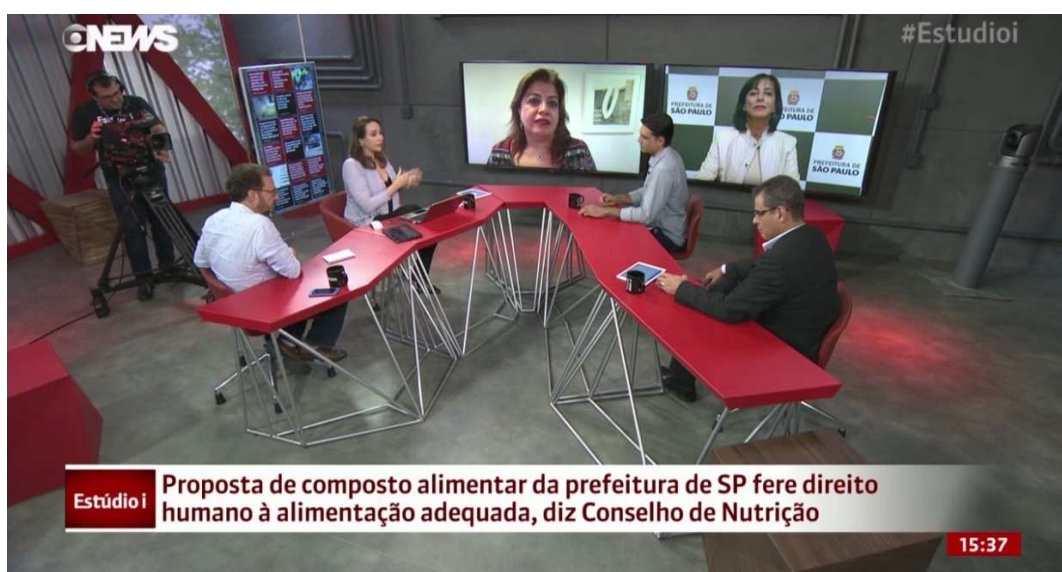 GNEWS
#Estudioi
PREFEITURA DE
SÃO PAULO
PREFEITURA DE
SÃO PAULO
PREFEITURA DE
SÃO PAULO
Estúdio i
Proposta de composto alimentar da prefeitura de SP fere direito
humano à alimentação adequada, diz Conselho de Nutrição
15:37